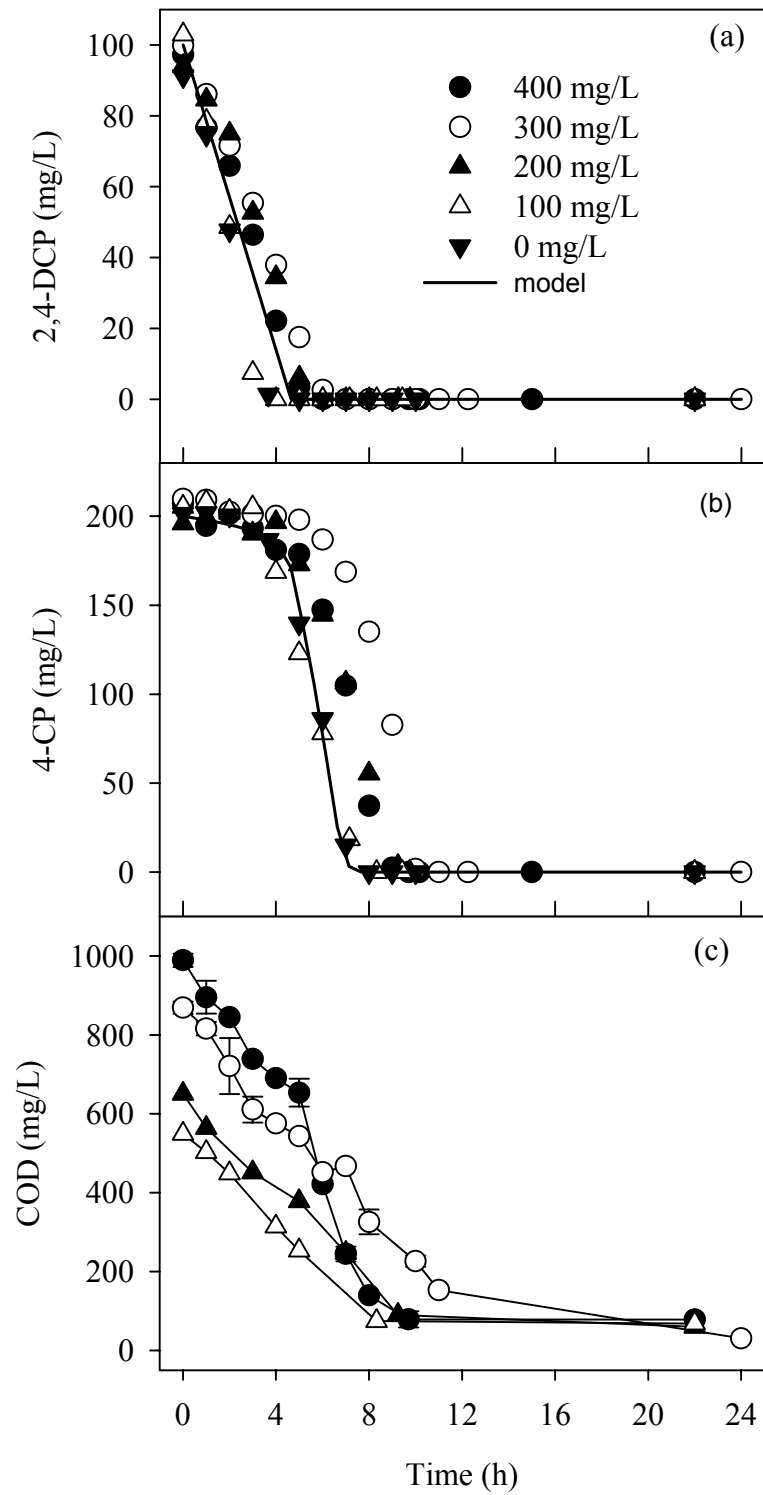 (a)
100
80
60
40
20
0
2,4-DCP (mg/L)
400 mg/L
300 mg/L
200 mg/L
100 mg/L
0 mg/L
model
(b)
200
150
100
50
0
4-CP (mg/L)
(c)
1000
800
600
400
200
0
COD (mg/L)
0 4 8 12 16 20 24
Time (h)